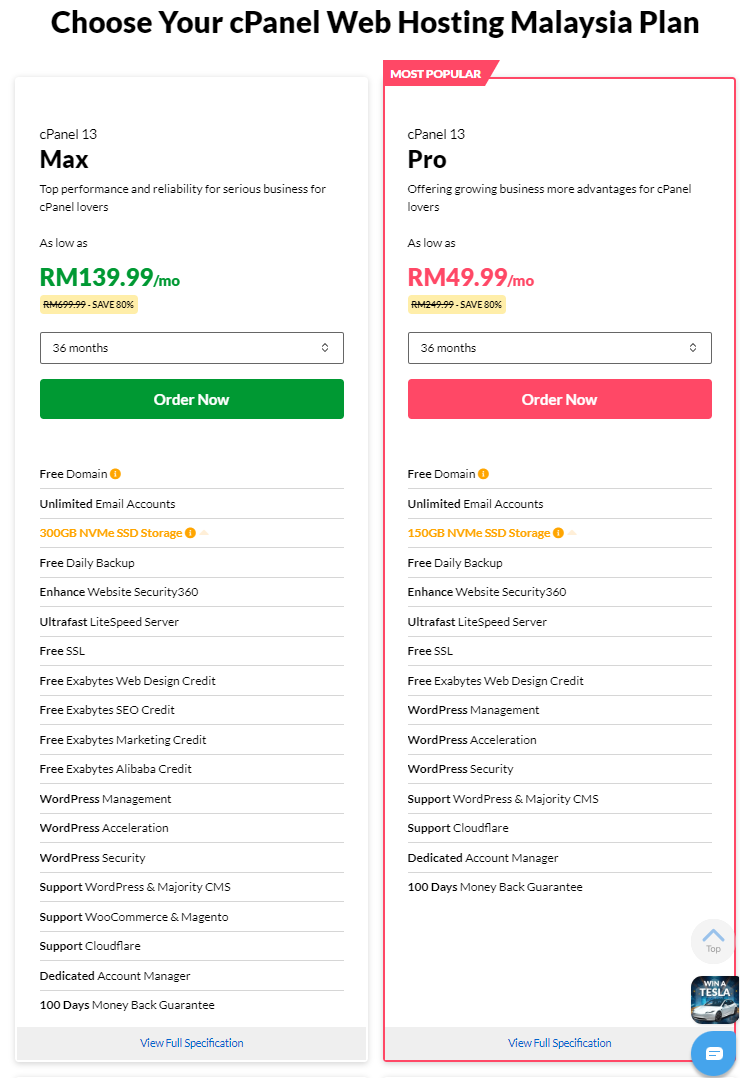 Choose Your cPanel Web Hosting Malaysia Plan
cPanel 13
Max
Top performance and reliability for serious business for
cPanel lovers
As low as
RM139.99/mo
RM699.99 - SAVE 80%
36 months
Order Now
Free Domain
Unlimited Email Accounts
300GB NVMe SSD Storage
Free Daily Backup
Enhance Website Security360
Ultrafast LiteSpeed Server
Free SSL
Free Exabytes Web Design Credit
Free Exabytes SEO Credit
Free Exabytes Marketing Credit
Free Exabytes Alibaba Credit
WordPress Management
WordPress Acceleration
WordPress Security
Support WordPress & Majority CMS
Support WooCommerce & Magento
Support Cloudflare
Dedicated Account Manager
100 Days Money Back Guarantee
View Full Specification
MOST POPULAR
cPanel 13
Pro
Offering growing business more advantages for cPanel
lovers
As low as
RM49.99/mo
RM249.99 - SAVE 80%
36 months
Order Now
Free Domain
Unlimited Email Accounts
150GB NVMe SSD Storage
Free Daily Backup
Enhance Website Security360
Ultrafast LiteSpeed Server
Free SSL
Free Exabytes Web Design Credit
WordPress Management
WordPress Acceleration
WordPress Security
Support WordPress & Majority CMS
Support Cloudflare
Dedicated Account Manager
100 Days Money Back Guarantee
View Full Specification
Top
WIN A
TESLA